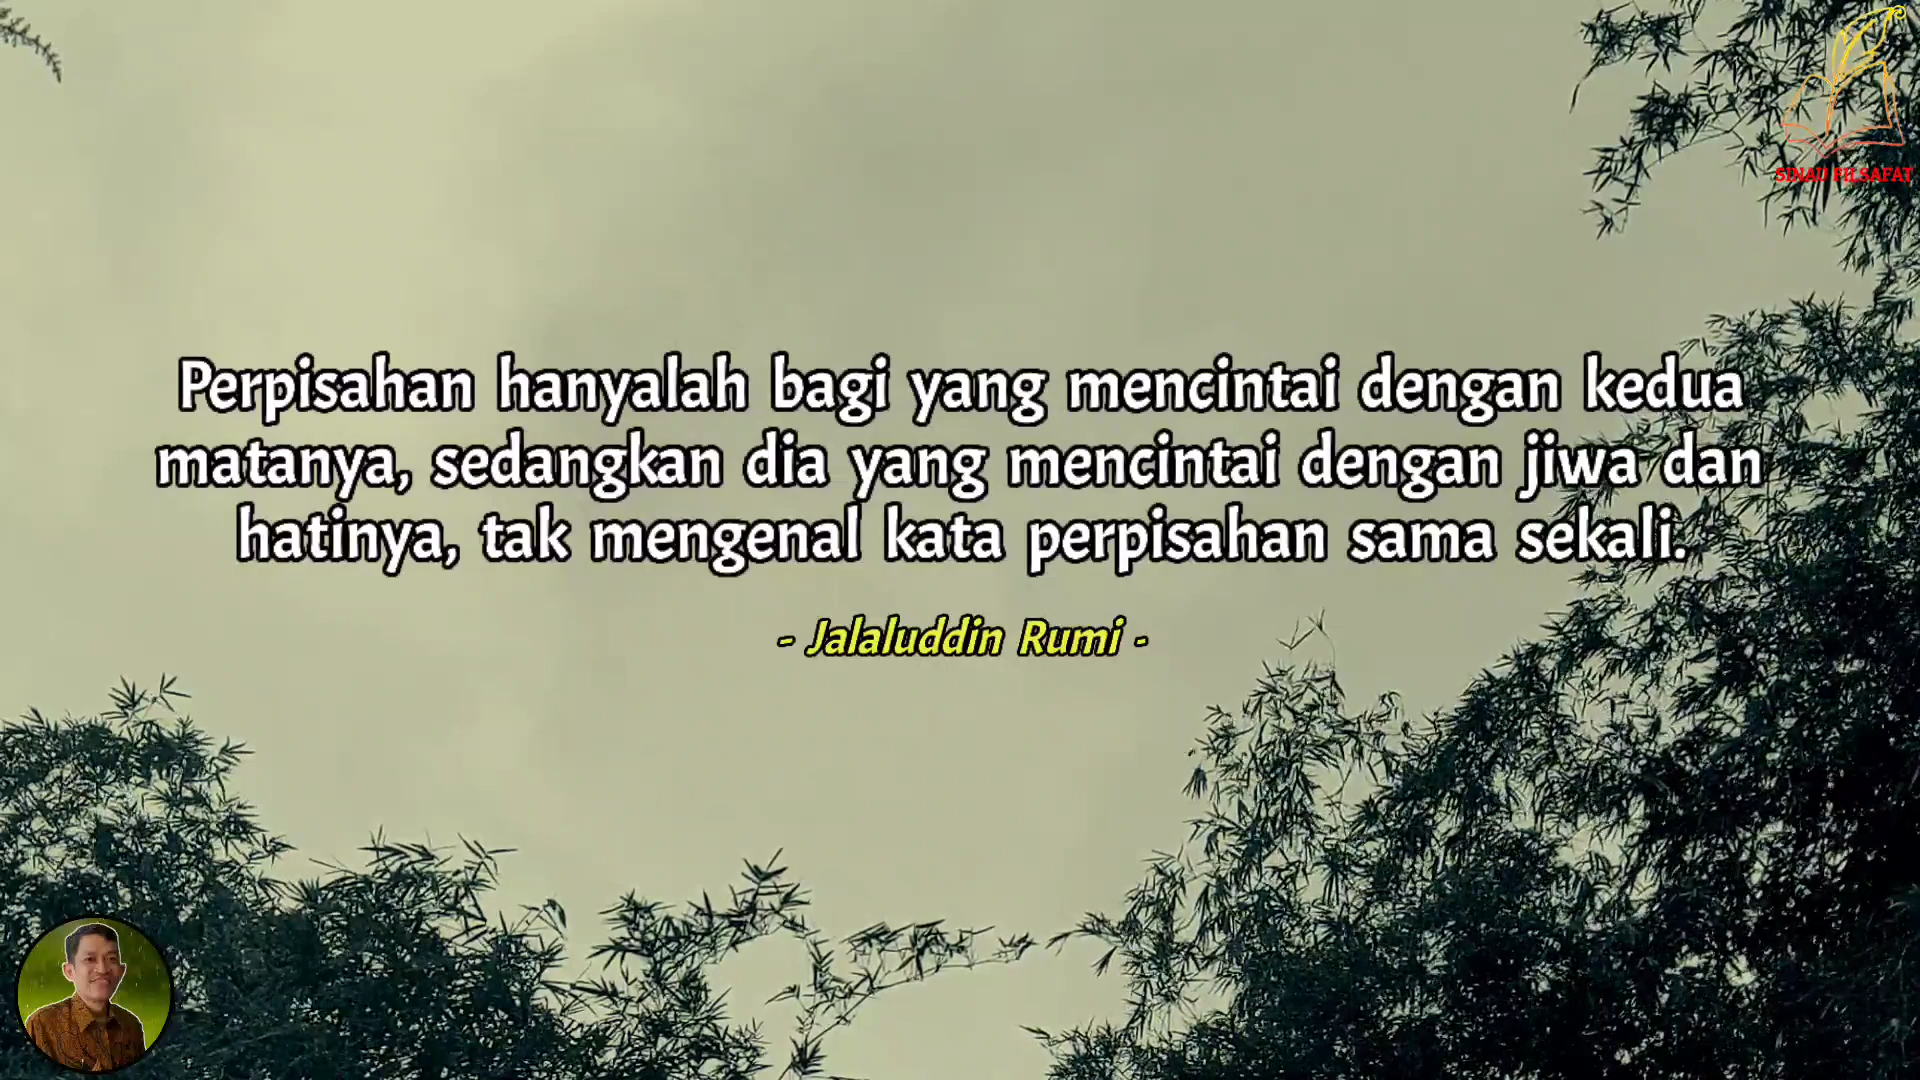 SINAU FILSAFAT
Perpisahan hanyalah bagi yang mencintai dengan kedua
matanya, sedangkan dia yang mencintai dengan jiwa dan
hatinya, tak mengenal kata perpisahan sama sekali.
- Jalaluddin Rumi -